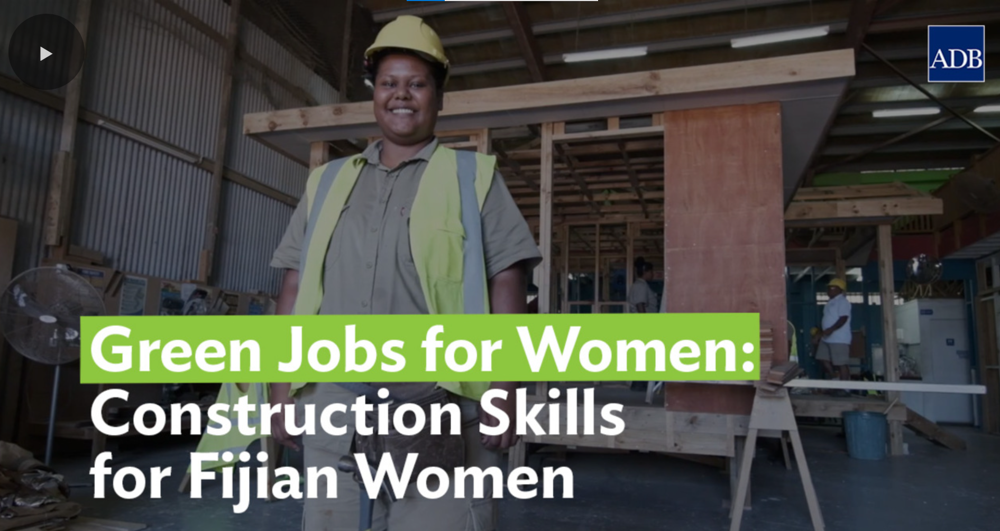 ADB
Green Jobs for Women:
Construction Skills
for Fijian Women